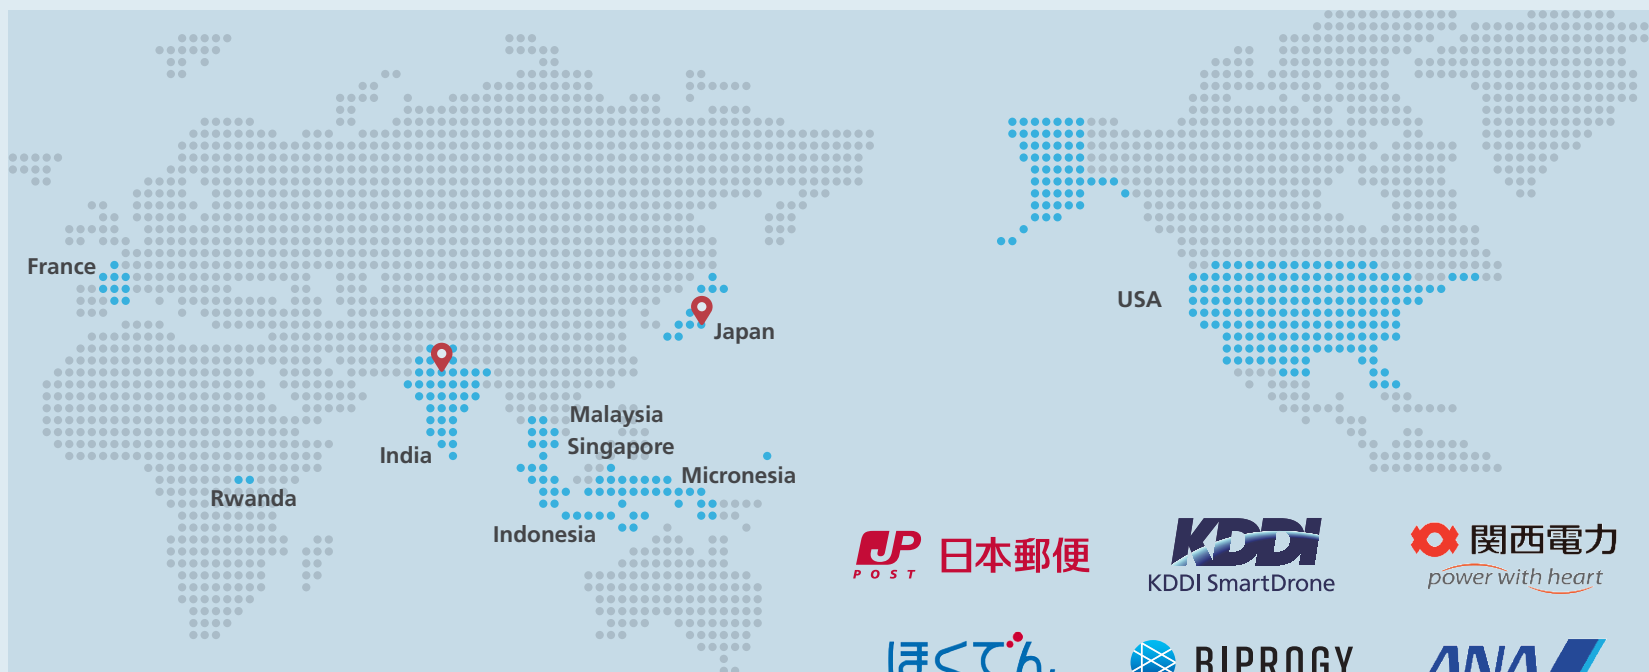 France
Japan
USA
Malaysia
Singapore
India
Micronesia
Rwanda
Indonesia
JP
POST
日本郵便
KDDI
KDDI SmartDrone
関西電力
power with heart
ほくでん
BIPROGY
ANA